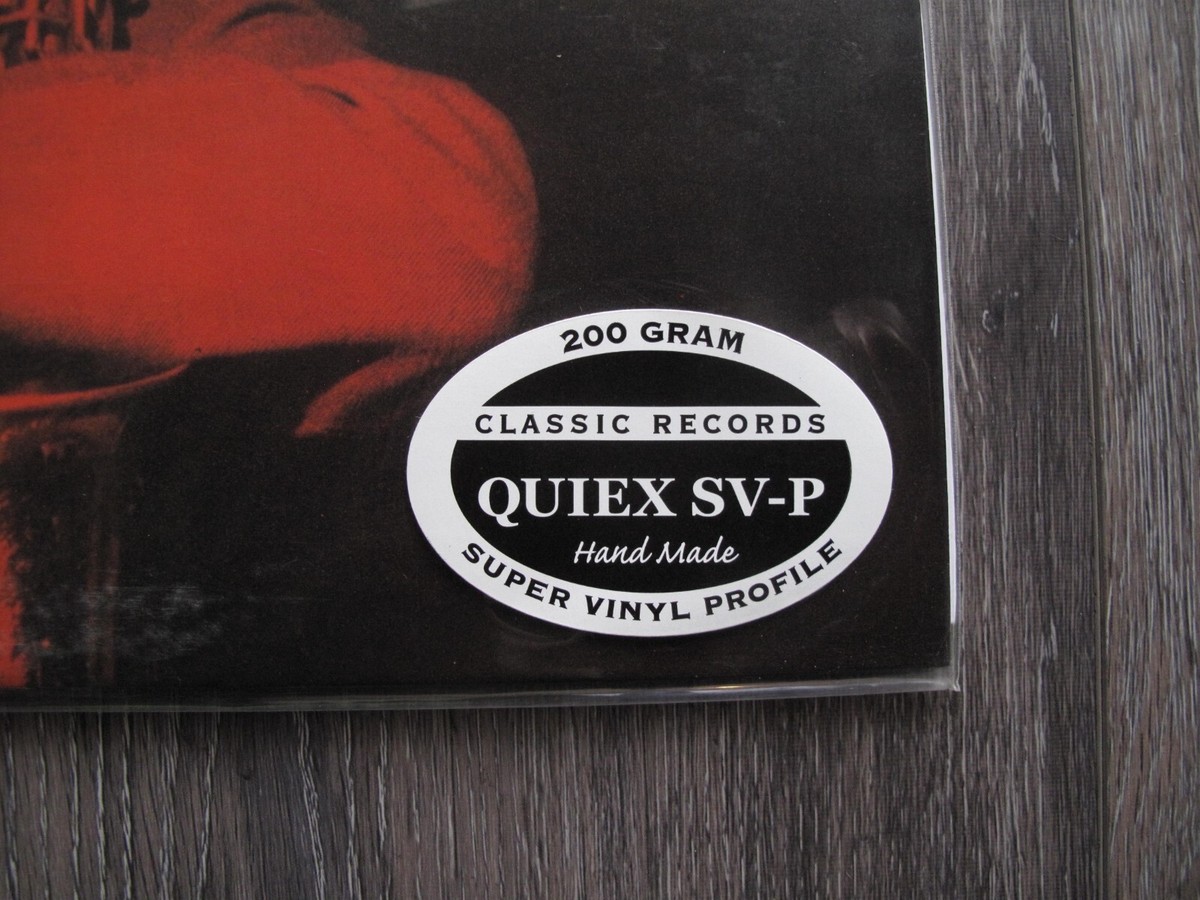 200 GRAM
CLASSIC RECORDS
QUIEX SV-P
Hand Made
SUPER VINYL PROFILE